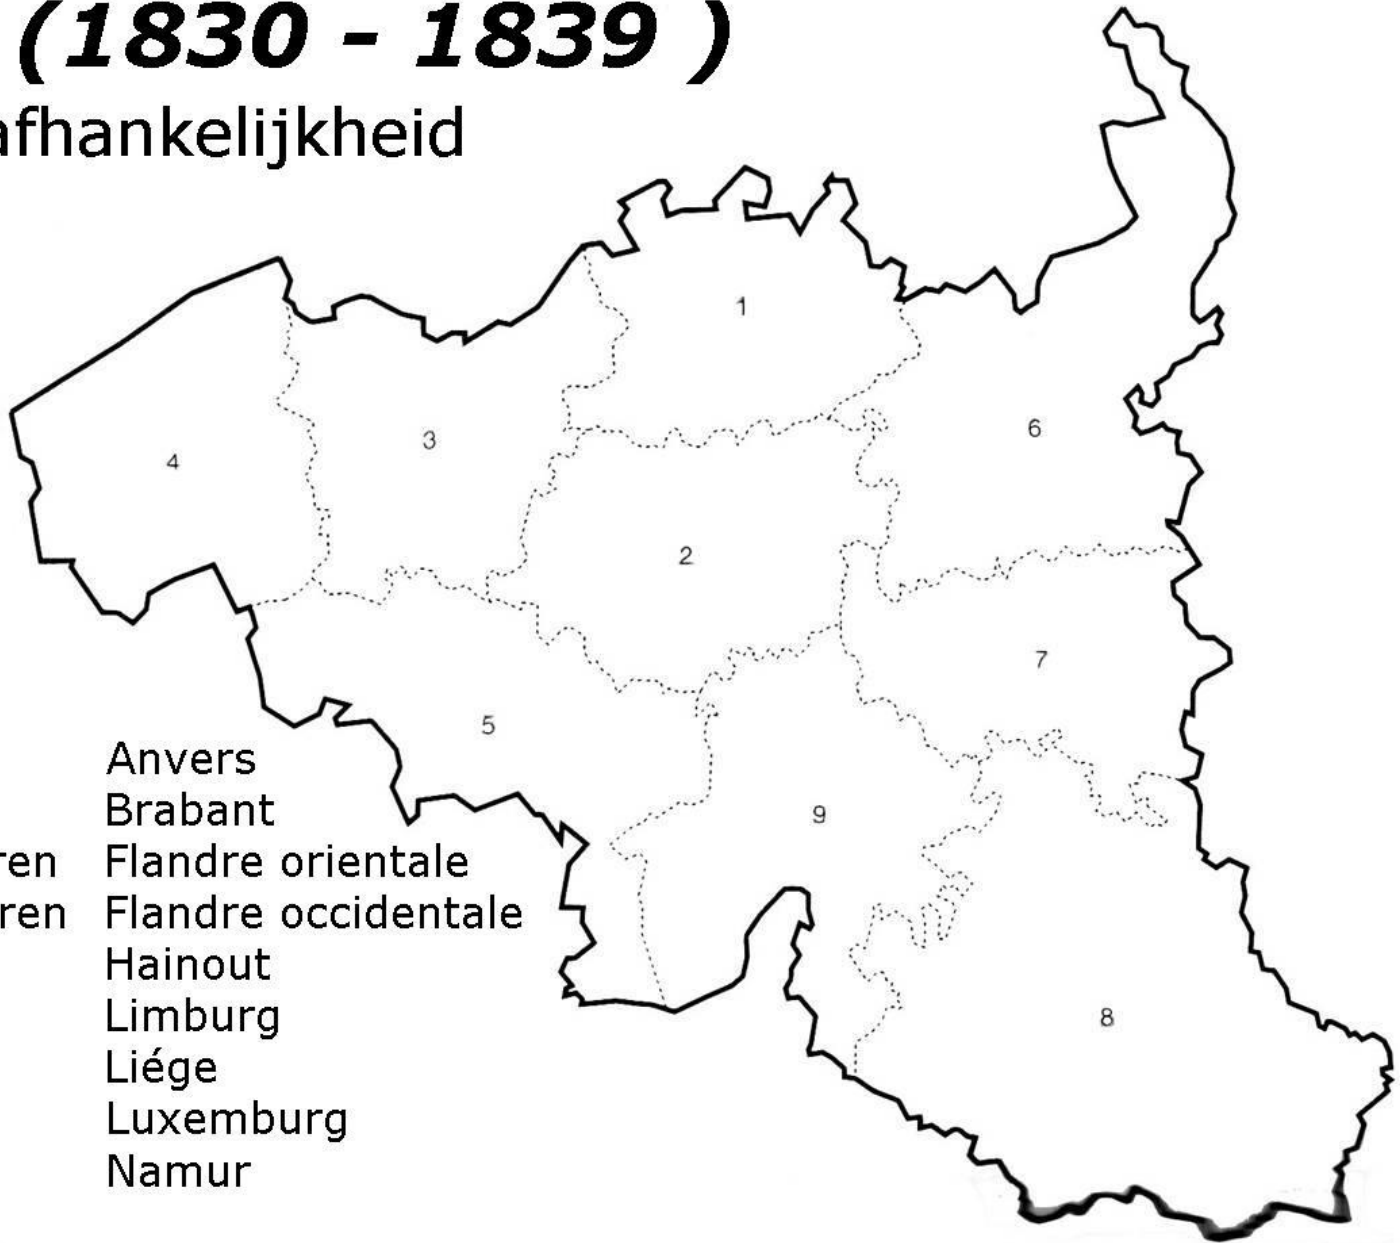 (1830 - 1839 )
afhankelijkheid
1
2
3
4
5
6
7
8
9
Anvers
Brabant
ren Flandre orientale
ren Flandre occidentale
Hainout
Limburg
Liége
Luxemburg
Namur